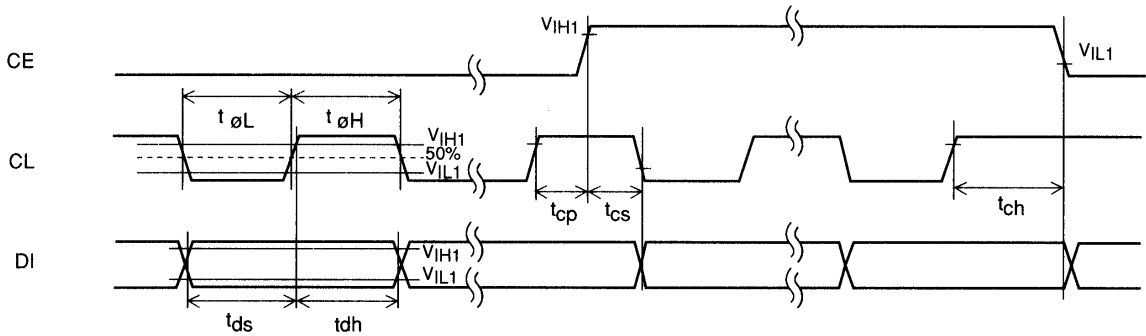 CE
VIH1
VIL1
CL
tøL
tøH
VIH1
50%
VIL1
tcp
tcs
tch
DI
VIH1
VIL1
tds
tdh